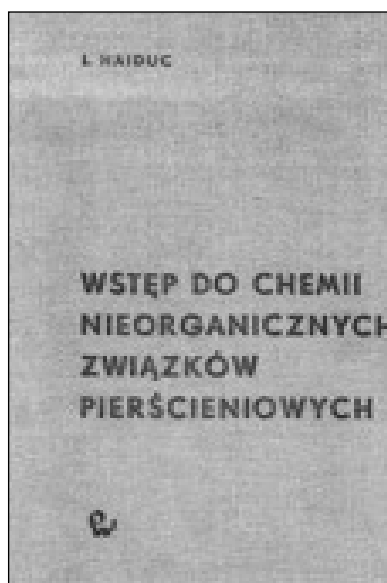 I. HAIDUC
WSTĘP DO CHEMII
NIEORGANICZNYCH
ZWIĄZKÓW
PIERŚCIENIOWYCH